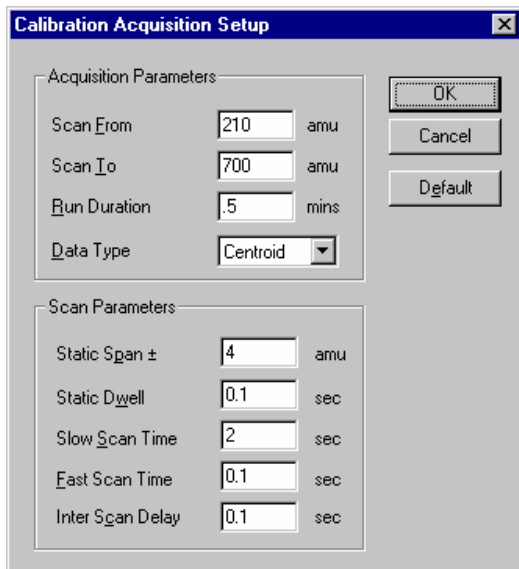 Calibration Acquisition Setup
Acquisition Parameters
Scan From 210 amu
Scan To 700 amu
Run Duration .5 mins
Data Type Centroid
OK
Cancel
Default
Scan Parameters
Static Span ± 4 amu
Static Dwell 0.1 sec
Slow Scan Time 2 sec
Fast Scan Time 0.1 sec
Inter Scan Delay 0.1 sec